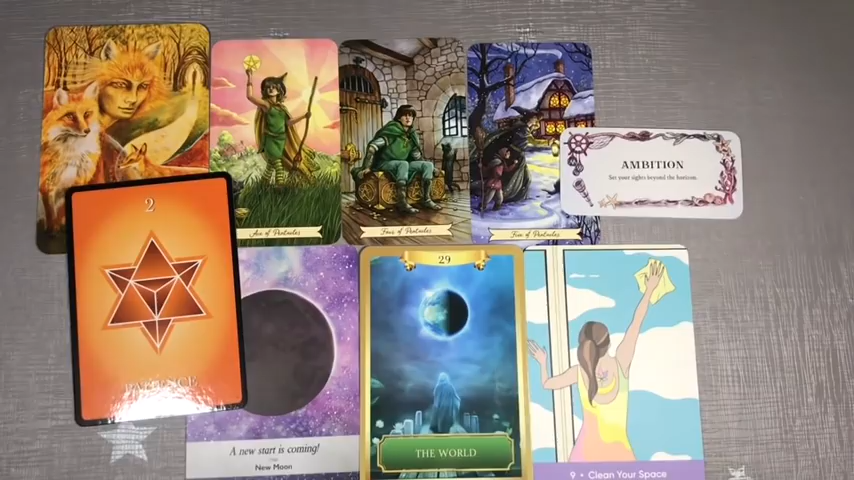 Ace of Pentacles
Four of Pentacles
Five of Pentacles
AMBITION
Set your sights beyond the horizon.
2
PATIENCE
A new start is coming!
New Moon
29
THE WORLD
9 • Clean Your Space